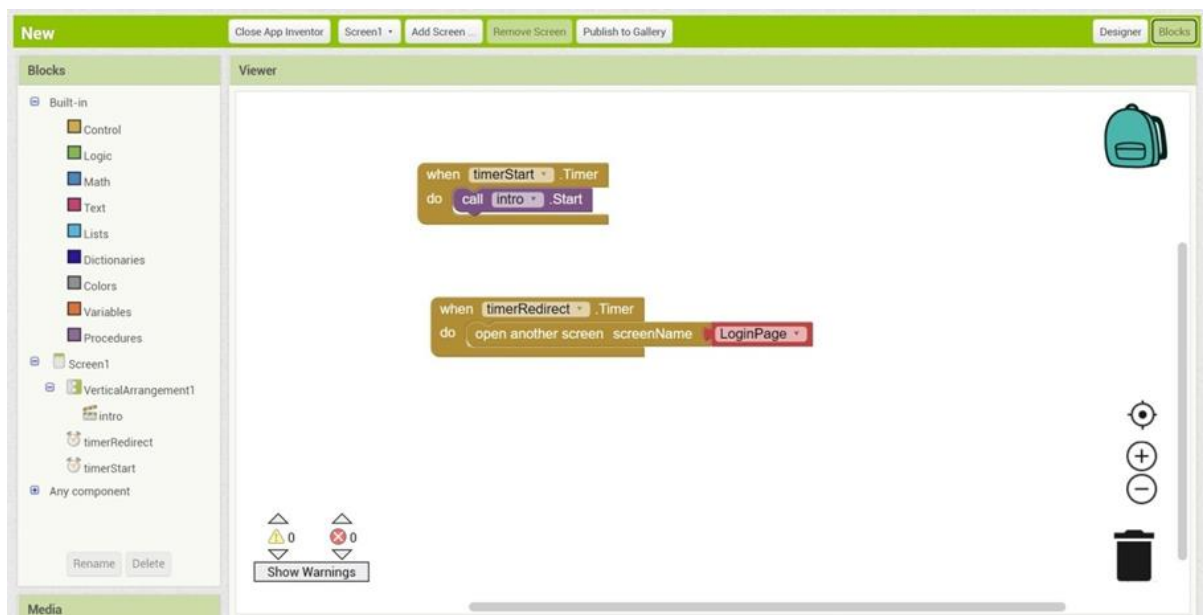 New
Close App Inventor
Screen1
Add Screen ...
Remove Screen
Publish to Gallery
Designer
Blocks
Blocks
Viewer
Built-in
Control
Logic
Math
Text
Lists
Dictionaries
Colors
Variables
Procedures
Screen1
VerticalArrangement1
intro
timerRedirect
timerStart
Any component
Rename
Delete
Media
when timerStart .Timer
do call intro .Start
when timerRedirect .Timer
do open another screen screenName LoginPage
0
0
Show Warnings